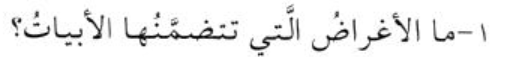 ١-ما الأغراضُ الَّتي تتضمَّنُها الأبياتُ؟